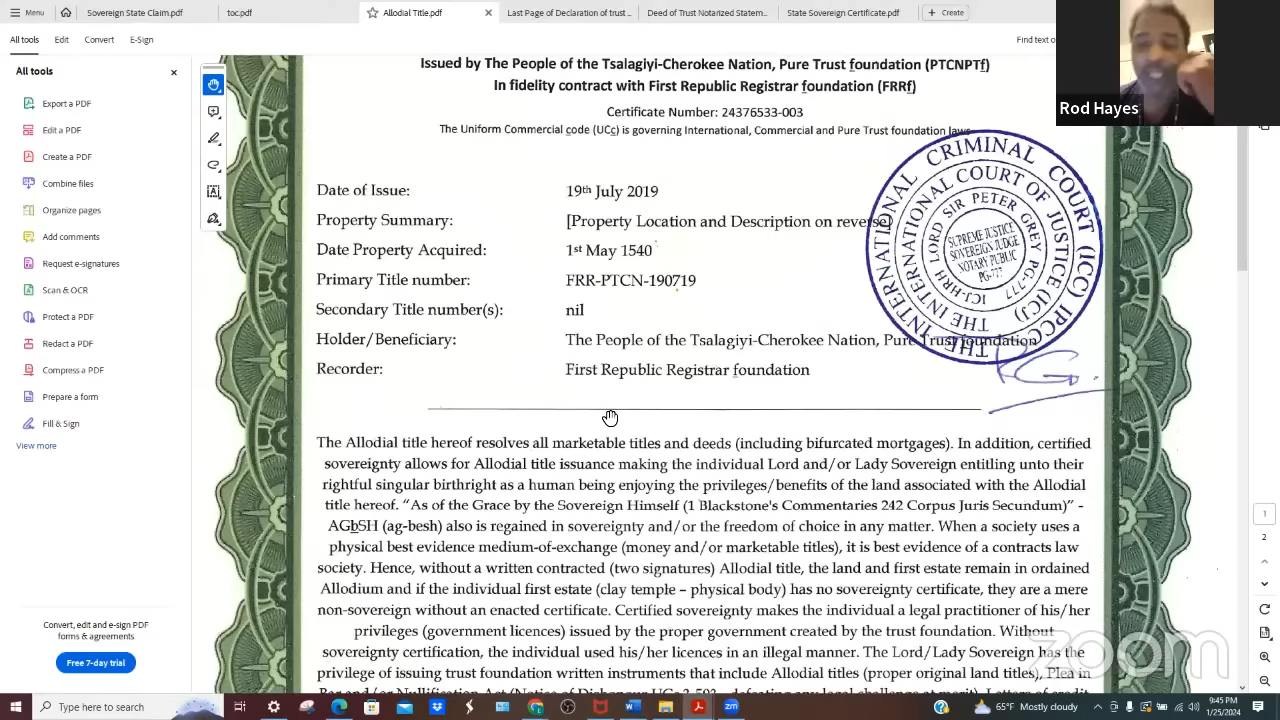 Menu
Sovereign State Claim.pdf
toc.pdf
Allodial Title.pdf
Last Page of Declaration of trust ...
Deed of Trust Notarized Statem...
State Sovereign Certificate.pdf
Create
All tools
Edit
Convert
E-Sign
Find text o
Rod Hayes
All tools
Export a PDF
Edit a PDF
Create a PDF
Combine files
Organize pages
Add comments
Request e-signatures
Scan & OCR
Protect a PDF
Redact a PDF
Compress a PDF
Prepare a form
Fill & Sign
View more
Convert, edit and e-sign PDF
forms & agreements
Free 7-day trial
Issued by The People of the Tsalagiyi-Cherokee Nation, Pure Trust foundation (PTCNPTf)
In fidelity contract with First Republic Registrar foundation (FRRf)
Certificate Number: 24376533-003
The Uniform Commercial code (UCc) is governing International, Commercial and Pure Trust foundation laws
Date of Issue: 19th July 2019
Property Summary: [Property Location and Description on reverse]
Date Property Acquired: 1st May 1540
Primary Title number: FRR-PTCN-190719
Secondary Title number(s): nil
Holder/Beneficiary: The People of the Tsalagiyi-Cherokee Nation, Pure Trust foundation
Recorder: First Republic Registrar foundation
THE INTERNATIONAL CRIMINAL COURT (ICC) IPCC
THE INTERNATIONAL COURT OF JUSTICE (ICJ)
ICJ-HRH LORD SIR PETER GREY PG-777
SUPREME JUSTICE
SOVEREIGN JUDGE
NOTARY PUBLIC
PG-777
The Allodial title hereof resolves all marketable titles and deeds (including bifurcated mortgages). In addition, certified
sovereignty allows for Allodial title issuance making the individual Lord and/or Lady Sovereign entitling unto their
rightful singular birthright as a human being enjoying the privileges/benefits of the land associated with the Allodial
title hereof. “As of the Grace by the Sovereign Himself (1 Blackstone's Commentaries 242 Corpus Juris Secundum)” -
AGbSH (ag-besh) also is regained in sovereignty and/or the freedom of choice in any matter. When a society uses a
physical best evidence medium-of-exchange (money and/or marketable titles), it is best evidence of a contracts law
society. Hence, without a written contracted (two signatures) Allodial title, the land and first estate remain in ordained
Allodium and if the individual first estate (clay temple – physical body) has no sovereignty certificate, they are a mere
non-sovereign without an enacted certificate. Certified sovereignty makes the individual a legal practitioner of his/her
privileges (government licences) issued by the proper government created by the trust foundation. Without
sovereignty certification, the individual used his/her licences in an illegal manner. The Lord/Lady Sovereign has the
privilege of issuing trust foundation written instruments that include Allodial titles (proper original land titles), Plea in
zoom
1
2
Type here to search
65°F Mostly cloudy
9:45 PM
1/25/2024